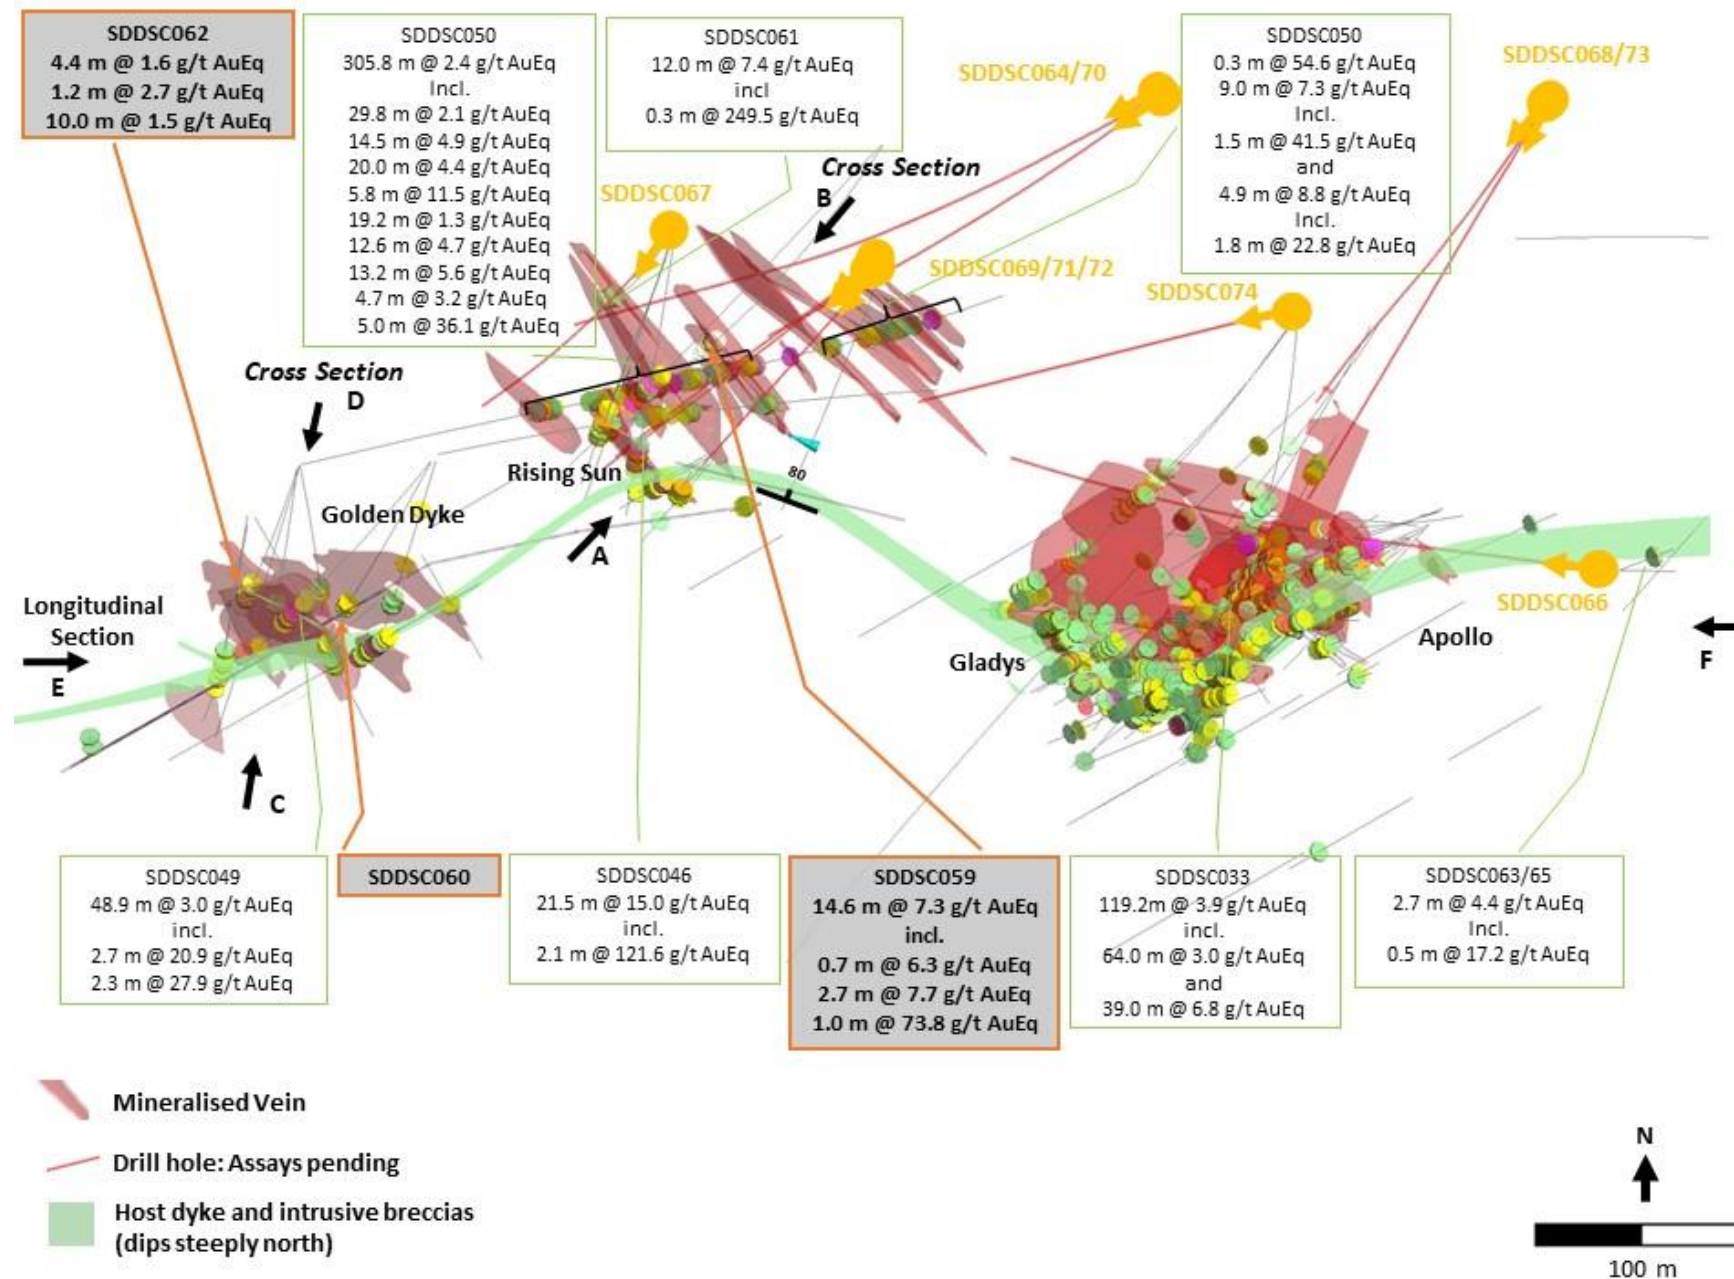 SDDSC062
4.4 m @ 1.6 g/t AuEq
1.2 m @ 2.7 g/t AuEq
10.0 m @ 1.5 g/t AuEq
SDDSC050
305.8 m @ 2.4 g/t AuEq
Incl.
29.8 m @ 2.1 g/t AuEq
14.5 m @ 4.9 g/t AuEq
20.0 m @ 4.4 g/t AuEq
5.8 m @ 11.5 g/t AuEq
19.2 m @ 1.3 g/t AuEq
12.6 m @ 4.7 g/t AuEq
13.2 m @ 5.6 g/t AuEq
4.7 m @ 3.2 g/t AuEq
5.0 m @ 36.1 g/t AuEq
SDDSC061
12.0 m @ 7.4 g/t AuEq
incl
0.3 m @ 249.5 g/t AuEq
SDDSC050
0.3 m @ 54.6 g/t AuEq
9.0 m @ 7.3 g/t AuEq
Incl.
1.5 m @ 41.5 g/t AuEq
and
4.9 m @ 8.8 g/t AuEq
Incl.
1.8 m @ 22.8 g/t AuEq
SDDSC064/70
SDDSC068/73
Cross Section
B
SDDSC067
SDDSC069/71/72
SDDSC074
Cross Section
D
Rising Sun
80
Golden Dyke
A
Longitudinal
Section
E
SDDSC066
Apollo
Gladys
F
C
SDDSC049
48.9 m @ 3.0 g/t AuEq
incl.
2.7 m @ 20.9 g/t AuEq
2.3 m @ 27.9 g/t AuEq
SDDSC060
SDDSC046
21.5 m @ 15.0 g/t AuEq
incl.
2.1 m @ 121.6 g/t AuEq
SDDSC059
14.6 m @ 7.3 g/t AuEq
incl.
0.7 m @ 6.3 g/t AuEq
2.7 m @ 7.7 g/t AuEq
1.0 m @ 73.8 g/t AuEq
SDDSC033
119.2m @ 3.9 g/t AuEq
incl.
64.0 m @ 3.0 g/t AuEq
and
39.0 m @ 6.8 g/t AuEq
SDDSC063/65
2.7 m @ 4.4 g/t AuEq
Incl.
0.5 m @ 17.2 g/t AuEq
Mineralised Vein
Drill hole: Assays pending
Host dyke and intrusive breccias
(dips steeply north)
N
100 m